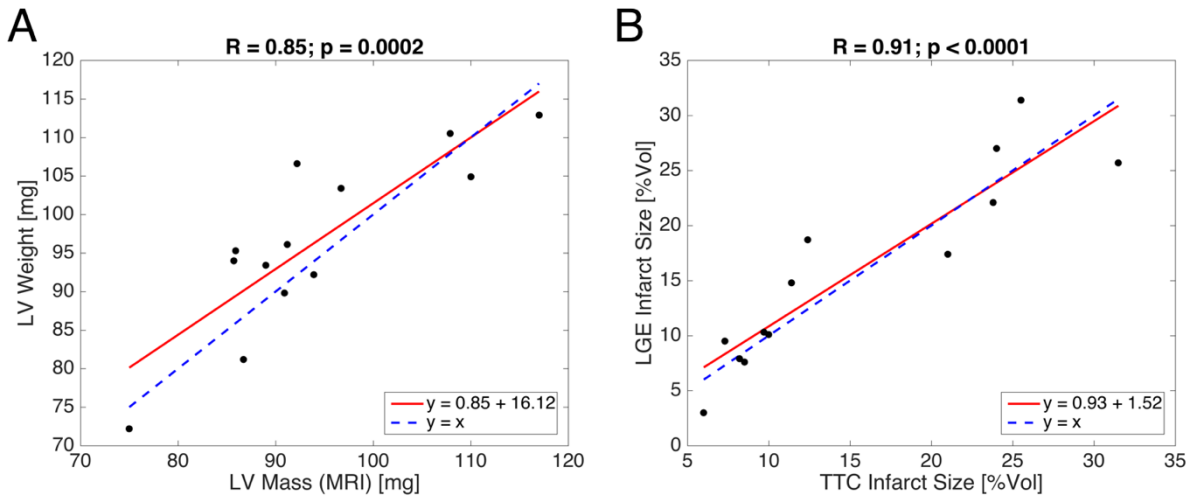 A
R = 0.85; p = 0.0002
120
115
110
105
100
95
90
85
80
75
70
LV Weight [mg]
70 80 90 100 110 120
LV Mass (MRI) [mg]
y = 0.85 + 16.12
y = x
B
R = 0.91; p < 0.0001
35
30
25
20
15
10
5
0
LGE Infarct Size [%Vol]
5 10 15 20 25 30 35
TTC Infarct Size [%Vol]
y = 0.93 + 1.52
y = x